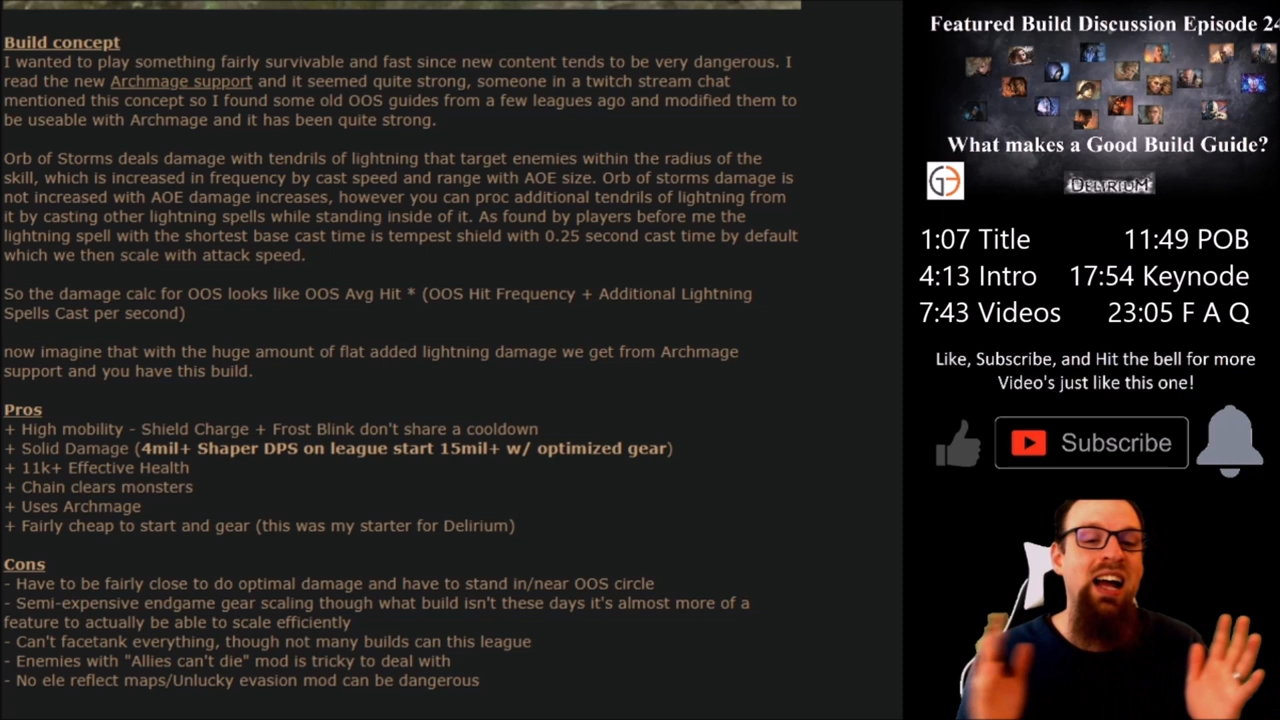 Build concept
I wanted to play something fairly survivable and fast since new content tends to be very dangerous. I
read the new Archmage support and it seemed quite strong, someone in a twitch stream chat
mentioned this concept so I found some old OOS guides from a few leagues ago and modified them to
be useable with Archmage and it has been quite strong.
Orb of Storms deals damage with tendrils of lightning that target enemies within the radius of the
skill, which is increased in freqency by cast speed and range with AOE size. Orb of storms damage is
not increased with AOE damage increases, however you can proc additional tendrils of lightning from
it by casting other lightning spells while standing inside of it. As found by players before me the
lightning spell with the shortest base cast time is tempest shield with 0.25 second cast time by default
which we then scale with attack speed.
So the damage calc for OOS looks like OOS Avg Hit * (OOS Hit Frequency + Additional Lightning
Spells Cast per second)
now imagine that with the huge amount of flat added lightning damage we get from Archmage
support and you have this build.
Pros
+ High mobility - Shield Charge + Frost Blink don't share a cooldown
+ Solid Damage (4mil+ Shaper DPS on league start 15mil+ w/ optimized gear)
+ 11k+ Effective Health
+ Chain clears monsters
+ Uses Archmage
+ Fairly cheap to start and gear (this was my starter for Delirium)
Cons
- Have to be fairly close to do optimal damage and have to stand in/near OOS circle
- Semi-expensive endgame gear scaling though what build isn't these days it's almost more of a
feature to actually be able to scale efficiently
- Can't facetank everything, though not many builds can this league
- Enemies with "Allies can't die" mod is tricky to deal with
- No ele reflect maps/Unlucky evasion mod can be dangerous
Featured Build Discussion Episode 24
What makes a Good Build Guide?
DELIRIUM
1:07 Title 11:49 POB
4:13 Intro 17:54 Keynode
7:43 Videos 23:05 F A Q
Like, Subscribe, and Hit the bell for more
Video's just like this one!
Subscribe